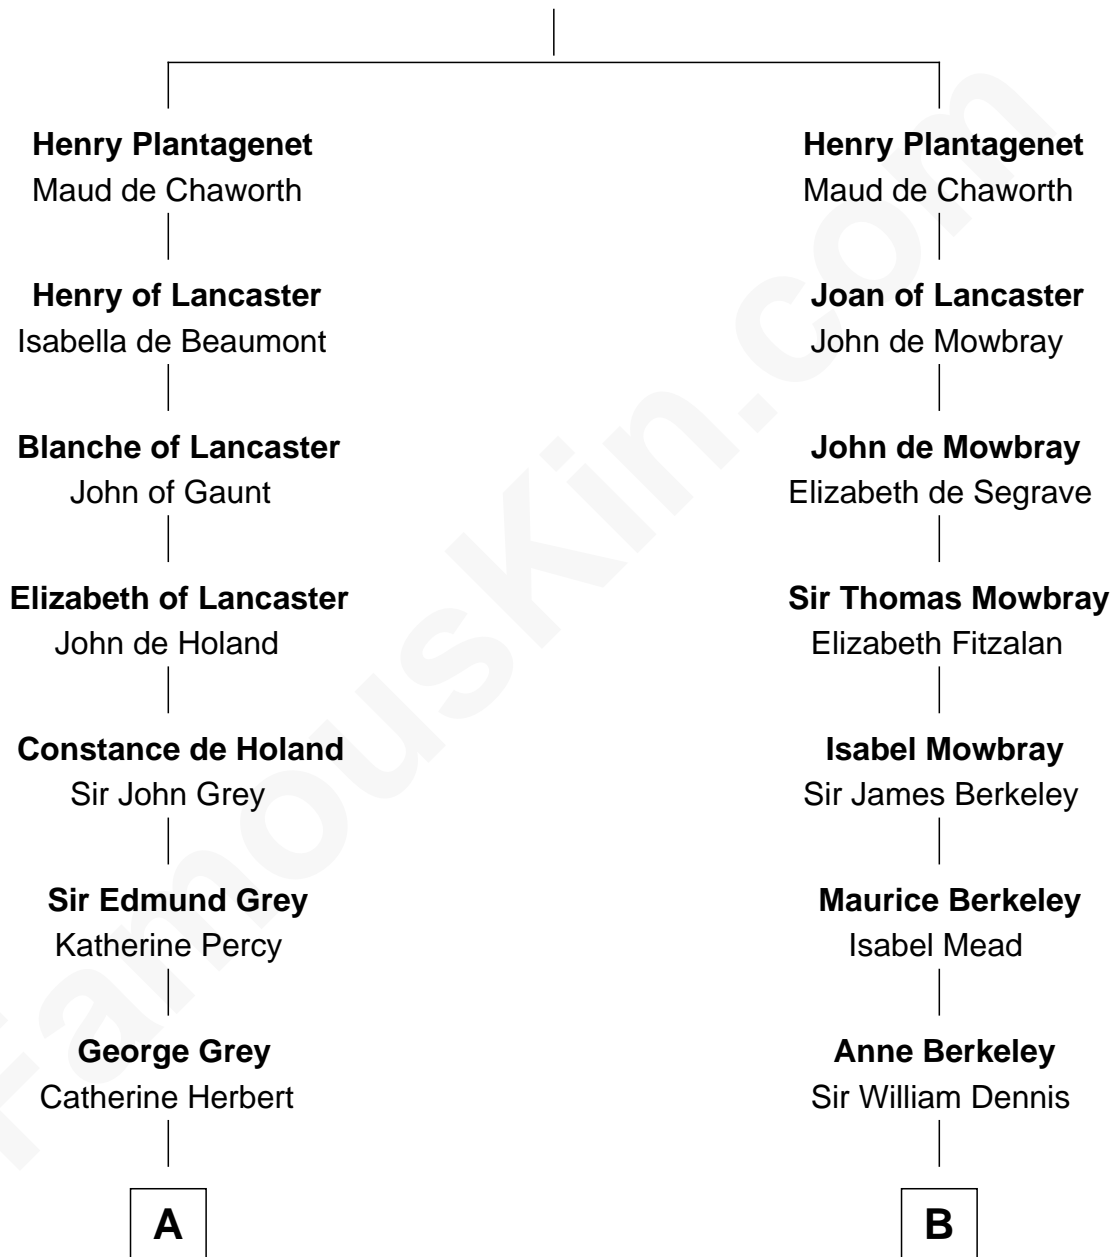 Henry Plantagenet
Maud de Chaworth
Henry of Lancaster
Isabella de Beaumont
Blanche of Lancaster
John of Gaunt
Elizabeth of Lancaster
John de Holand
Constance de Holand
Sir John Grey
Sir Edmund Grey
Katherine Percy
George Grey
Catherine Herbert
A
Henry Plantagenet
Maud de Chaworth
Joan of Lancaster
John de Mowbray
John de Mowbray
Elizabeth de Segrave
Sir Thomas Mowbray
Elizabeth Fitzalan
Isabel Mowbray
Sir James Berkeley
Maurice Berkeley
Isabel Mead
Anne Berkeley
Sir William Dennis
B
FamousKin.com